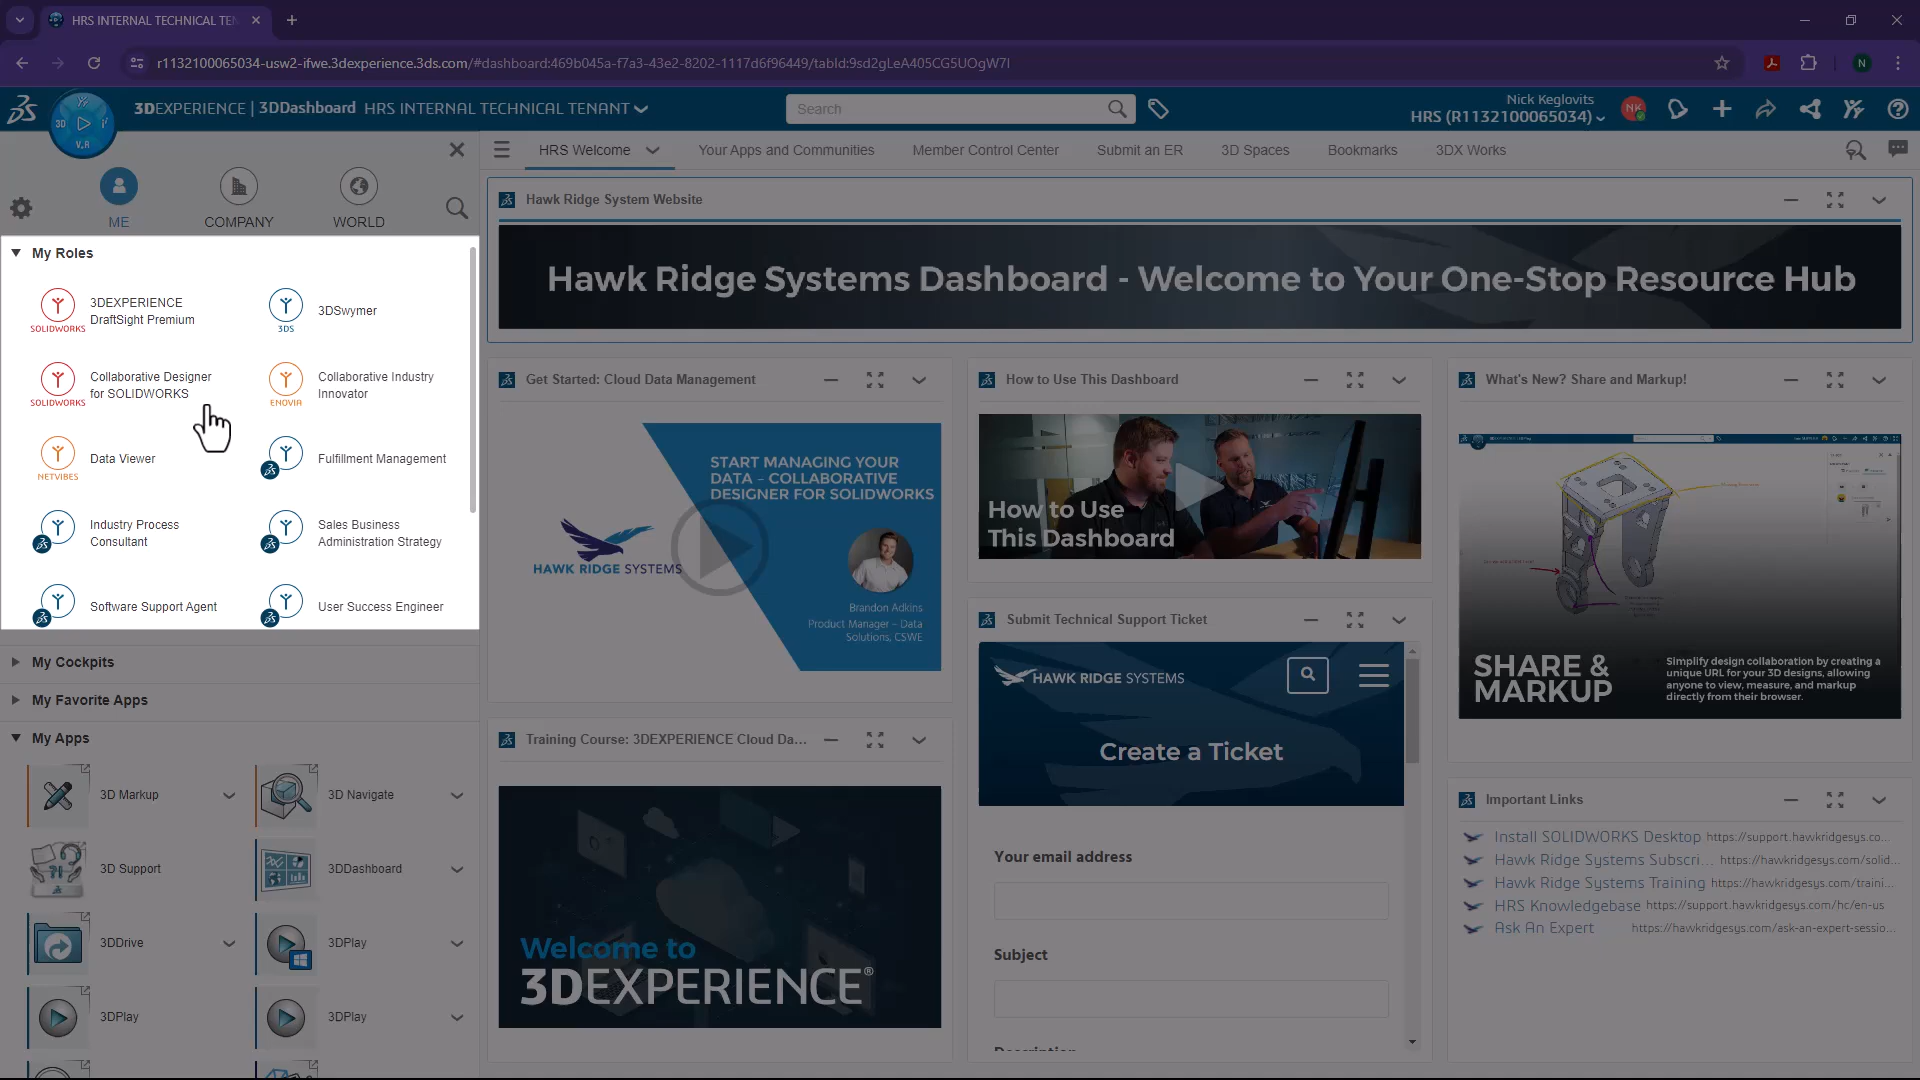 HRS INTERNAL TECHNICAL TEN
r1132100065034-usw2-ifwe.3dexperience.3ds.com/#dashboard:469b045a-f7a3-43e2-8202-1117d6f96449/tabId:9sd2gLeA405CG5UOgW7I
N
3DEXPERIENCE | 3DDashboard HRS INTERNAL TECHNICAL TENANT
Search
Nick Keglovits
HRS (R1132100065034)
NK
3D
V.R
HRS Welcome
Your Apps and Communities
Member Control Center
Submit an ER
3D Spaces
Bookmarks
3DX Works
ME
COMPANY
WORLD
My Roles
SOLIDWORKS
3DEXPERIENCE
DraftSight Premium
3DS
3DSwymer
SOLIDWORKS
Collaborative Designer
for SOLIDWORKS
ENOVIA
Collaborative Industry
Innovator
NETVIBES
Data Viewer
Fulfillment Management
Industry Process
Consultant
Sales Business
Administration Strategy
Software Support Agent
User Success Engineer
My Cockpits
My Favorite Apps
My Apps
3D Markup
3D Navigate
3D Support
3DDashboard
3DDrive
3DPlay
3DPlay
3DPlay
Hawk Ridge System Website
Hawk Ridge Systems Dashboard - Welcome to Your One-Stop Resource Hub
Get Started: Cloud Data Management
START MANAGING YOUR
DATA – COLLABORATIVE
DESIGNER FOR SOLIDWORKS
HAWK RIDGE SYSTEMS
Brandon Adkins
Product Manager – Data
Solutions, CSWE
Training Course: 3DEXPERIENCE Cloud Da...
Welcome to
3DEXPERIENCE®
How to Use This Dashboard
How to Use
This Dashboard
Submit Technical Support Ticket
HAWK RIDGE SYSTEMS
Create a Ticket
Your email address
Subject
Description
What's New? Share and Markup!
SHARE &
MARKUP
Simplify design collaboration by creating a
unique URL for your 3D designs, allowing
anyone to view, measure, and markup
directly from their browser.
Important Links
Install SOLIDWORKS Desktop https://support.hawkridgesys.co...
Hawk Ridge Systems Subscri... https://hawkridgesys.com/solid...
Hawk Ridge Systems Training https://hawkridgesys.com/traini...
HRS Knowledgebase https://support.hawkridgesys.com/hc/en-us
Ask An Expert https://hawkridgesys.com/ask-an-expert-sessio...